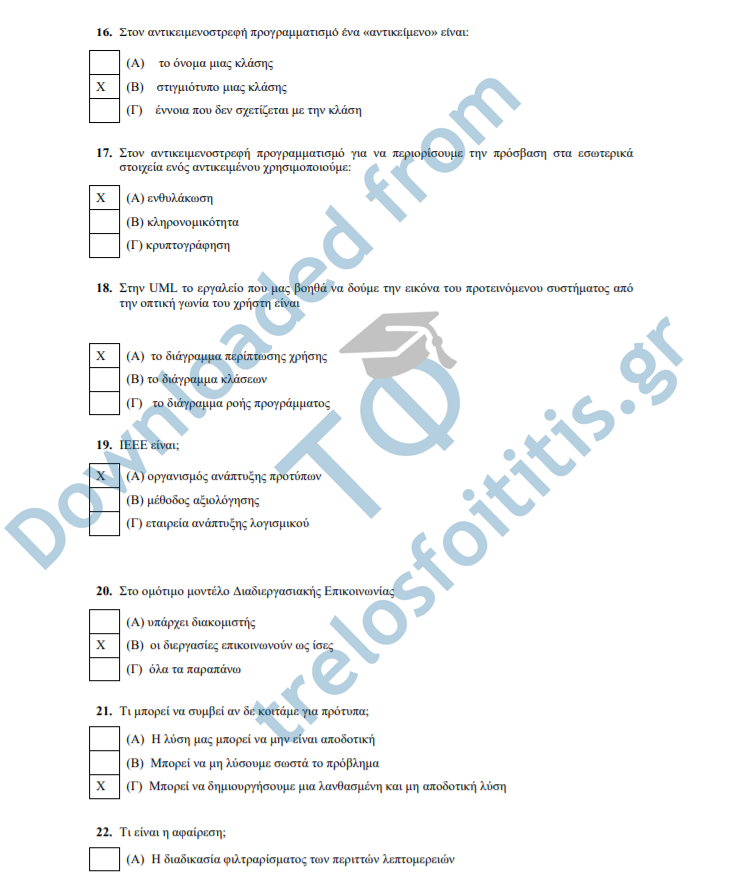 16. Στον αντικειμενοστρεφή προγραμματισμό ένα «αντικείμενο» είναι:
(Α) το όνομα μιας κλάσης
X (Β) στιγμιότυπο μιας κλάσης
(Γ) έννοια που δεν σχετίζεται με την κλάση
17. Στον αντικειμενοστρεφή προγραμματισμό για να περιορίσουμε την πρόσβαση στα εσωτερικά
στοιχεία ενός αντικειμένου χρησιμοποιούμε:
X (Α) ενθυλάκωση
(Β) κληρονομικότητα
(Γ) κρυπτογράφηση
18. Στην UML το εργαλείο που μας βοηθά να δούμε την εικόνα του προτεινόμενου συστήματος από
την οπτική γωνία του χρήστη είναι
X (Α) το διάγραμμα περίπτωσης χρήσης
(Β) το διάγραμμα κλάσεων
(Γ) το διάγραμμα ροής προγράμματος
19. IEEE είναι;
X (Α) οργανισμός ανάπτυξης προτύπων
(Β) μέθοδος αξιολόγησης
(Γ) εταιρεία ανάπτυξης λογισμικού
20. Στο ομότιμο μοντέλο Διαδιεργασιακής Επικοινωνίας
(Α) υπάρχει διακομιστής
X (Β) οι διεργασίες επικοινωνούν ως ίσες
(Γ) όλα τα παραπάνω
21. Τι μπορεί να συμβεί αν δε κοιτάμε για πρότυπα;
(Α) Η λύση μας μπορεί να μην είναι αποδοτική
(Β) Μπορεί να μη λύσουμε σωστά το πρόβλημα
X (Γ) Μπορεί να δημιουργήσουμε μια λανθασμένη και μη αποδοτική λύση
22. Τι είναι η αφαίρεση;
(Α) Η διαδικασία φιλτραρίσματος των περιττών λεπτομερειών
Downloaded from
ΤΦ
trelosfoititis.gr